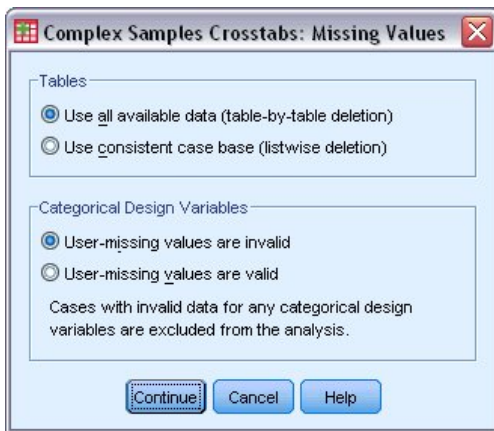 Complex Samples Crosstabs: Missing Values
Tables
Use all available data (table-by-table deletion)
Use consistent case base (listwise deletion)
Categorical Design Variables
User-missing values are invalid
User-missing values are valid
Cases with invalid data for any categorical design
variables are excluded from the analysis.
Continue Cancel Help